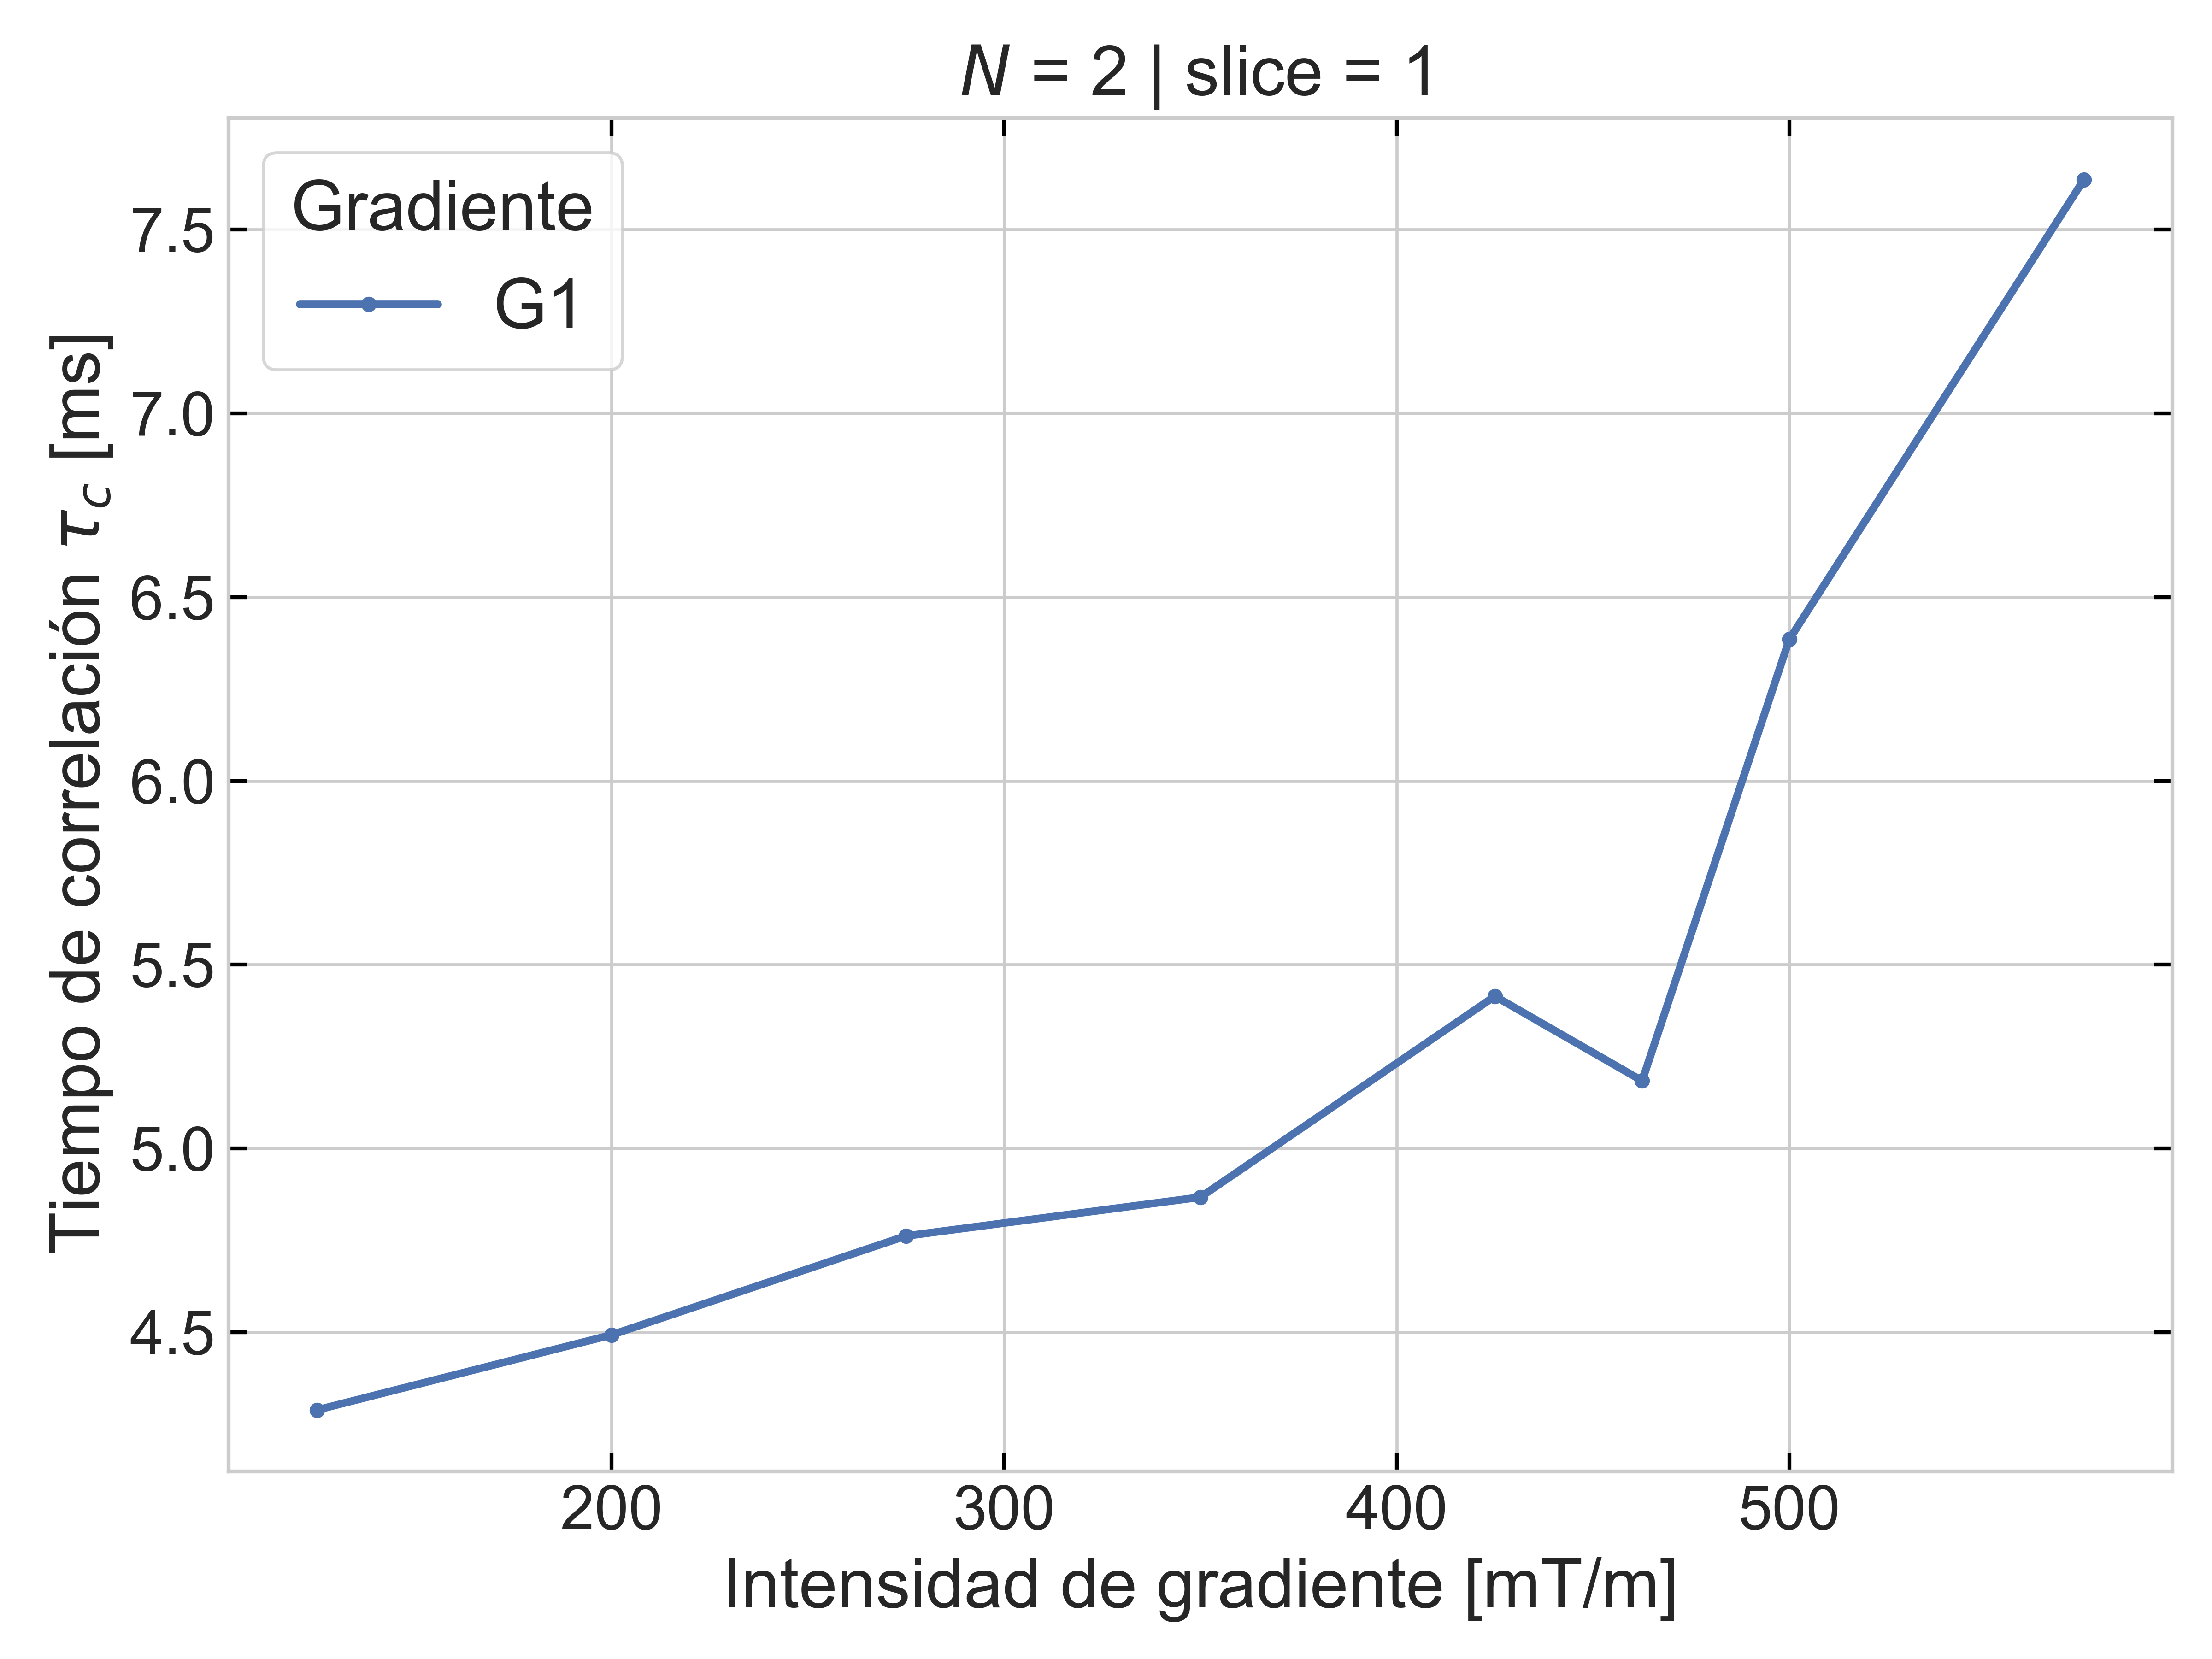 N = 2 | slice = 1
Gradiente
G1
Tiempo de correlación τc [ms]
7.5
7.0
6.5
6.0
5.5
5.0
4.5
200 300 400 500
Intensidad de gradiente [mT/m]